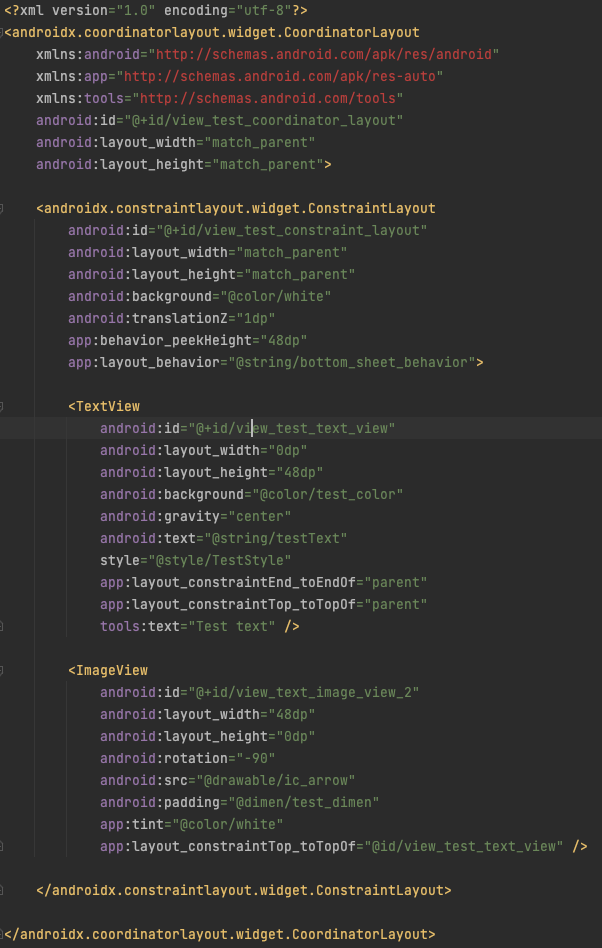 <?xml version="1.0" encoding="utf-8"?>
<androidx.coordinatorlayout.widget.CoordinatorLayout
    xmlns:android="http://schemas.android.com/apk/res/android"
    xmlns:app="http://schemas.android.com/apk/res-auto"
    xmlns:tools="http://schemas.android.com/tools"
    android:id="@+id/view_test_coordinator_layout"
    android:layout_width="match_parent"
    android:layout_height="match_parent">

    <androidx.constraintlayout.widget.ConstraintLayout
        android:id="@+id/view_test_constraint_layout"
        android:layout_width="match_parent"
        android:layout_height="match_parent"
        android:background="@color/white"
        android:translationZ="1dp"
        app:behavior_peekHeight="48dp"
        app:layout_behavior="@string/bottom_sheet_behavior">

        <TextView
            android:id="@+id/view_test_text_view"
            android:layout_width="0dp"
            android:layout_height="48dp"
            android:background="@color/test_color"
            android:gravity="center"
            android:text="@string/testText"
            style="@style/TestStyle"
            app:layout_constraintEnd_toEndOf="parent"
            app:layout_constraintTop_toTopOf="parent"
            tools:text="Test text" />

        <ImageView
            android:id="@+id/view_text_image_view_2"
            android:layout_width="48dp"
            android:layout_height="0dp"
            android:rotation="-90"
            android:src="@drawable/ic_arrow"
            android:padding="@dimen/test_dimen"
            app:tint="@color/white"
            app:layout_constraintTop_toTopOf="@id/view_test_text_view" />

    </androidx.constraintlayout.widget.ConstraintLayout>

</androidx.coordinatorlayout.widget.CoordinatorLayout>